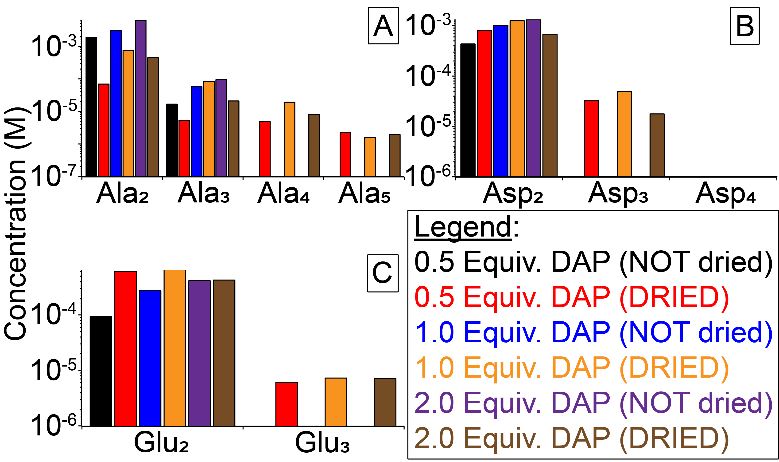 Concentration (M)
A
10⁻³
10⁻⁵
10⁻⁷
Ala₂ Ala₃ Ala₄ Ala₅
B
10⁻³
10⁻⁴
10⁻⁵
10⁻⁶
Asp₂ Asp₃ Asp₄
C
10⁻⁴
10⁻⁵
10⁻⁶
Glu₂ Glu₃
Legend:
0.5 Equiv. DAP (NOT dried)
0.5 Equiv. DAP (DRIED)
1.0 Equiv. DAP (NOT dried)
1.0 Equiv. DAP (DRIED)
2.0 Equiv. DAP (NOT dried)
2.0 Equiv. DAP (DRIED)